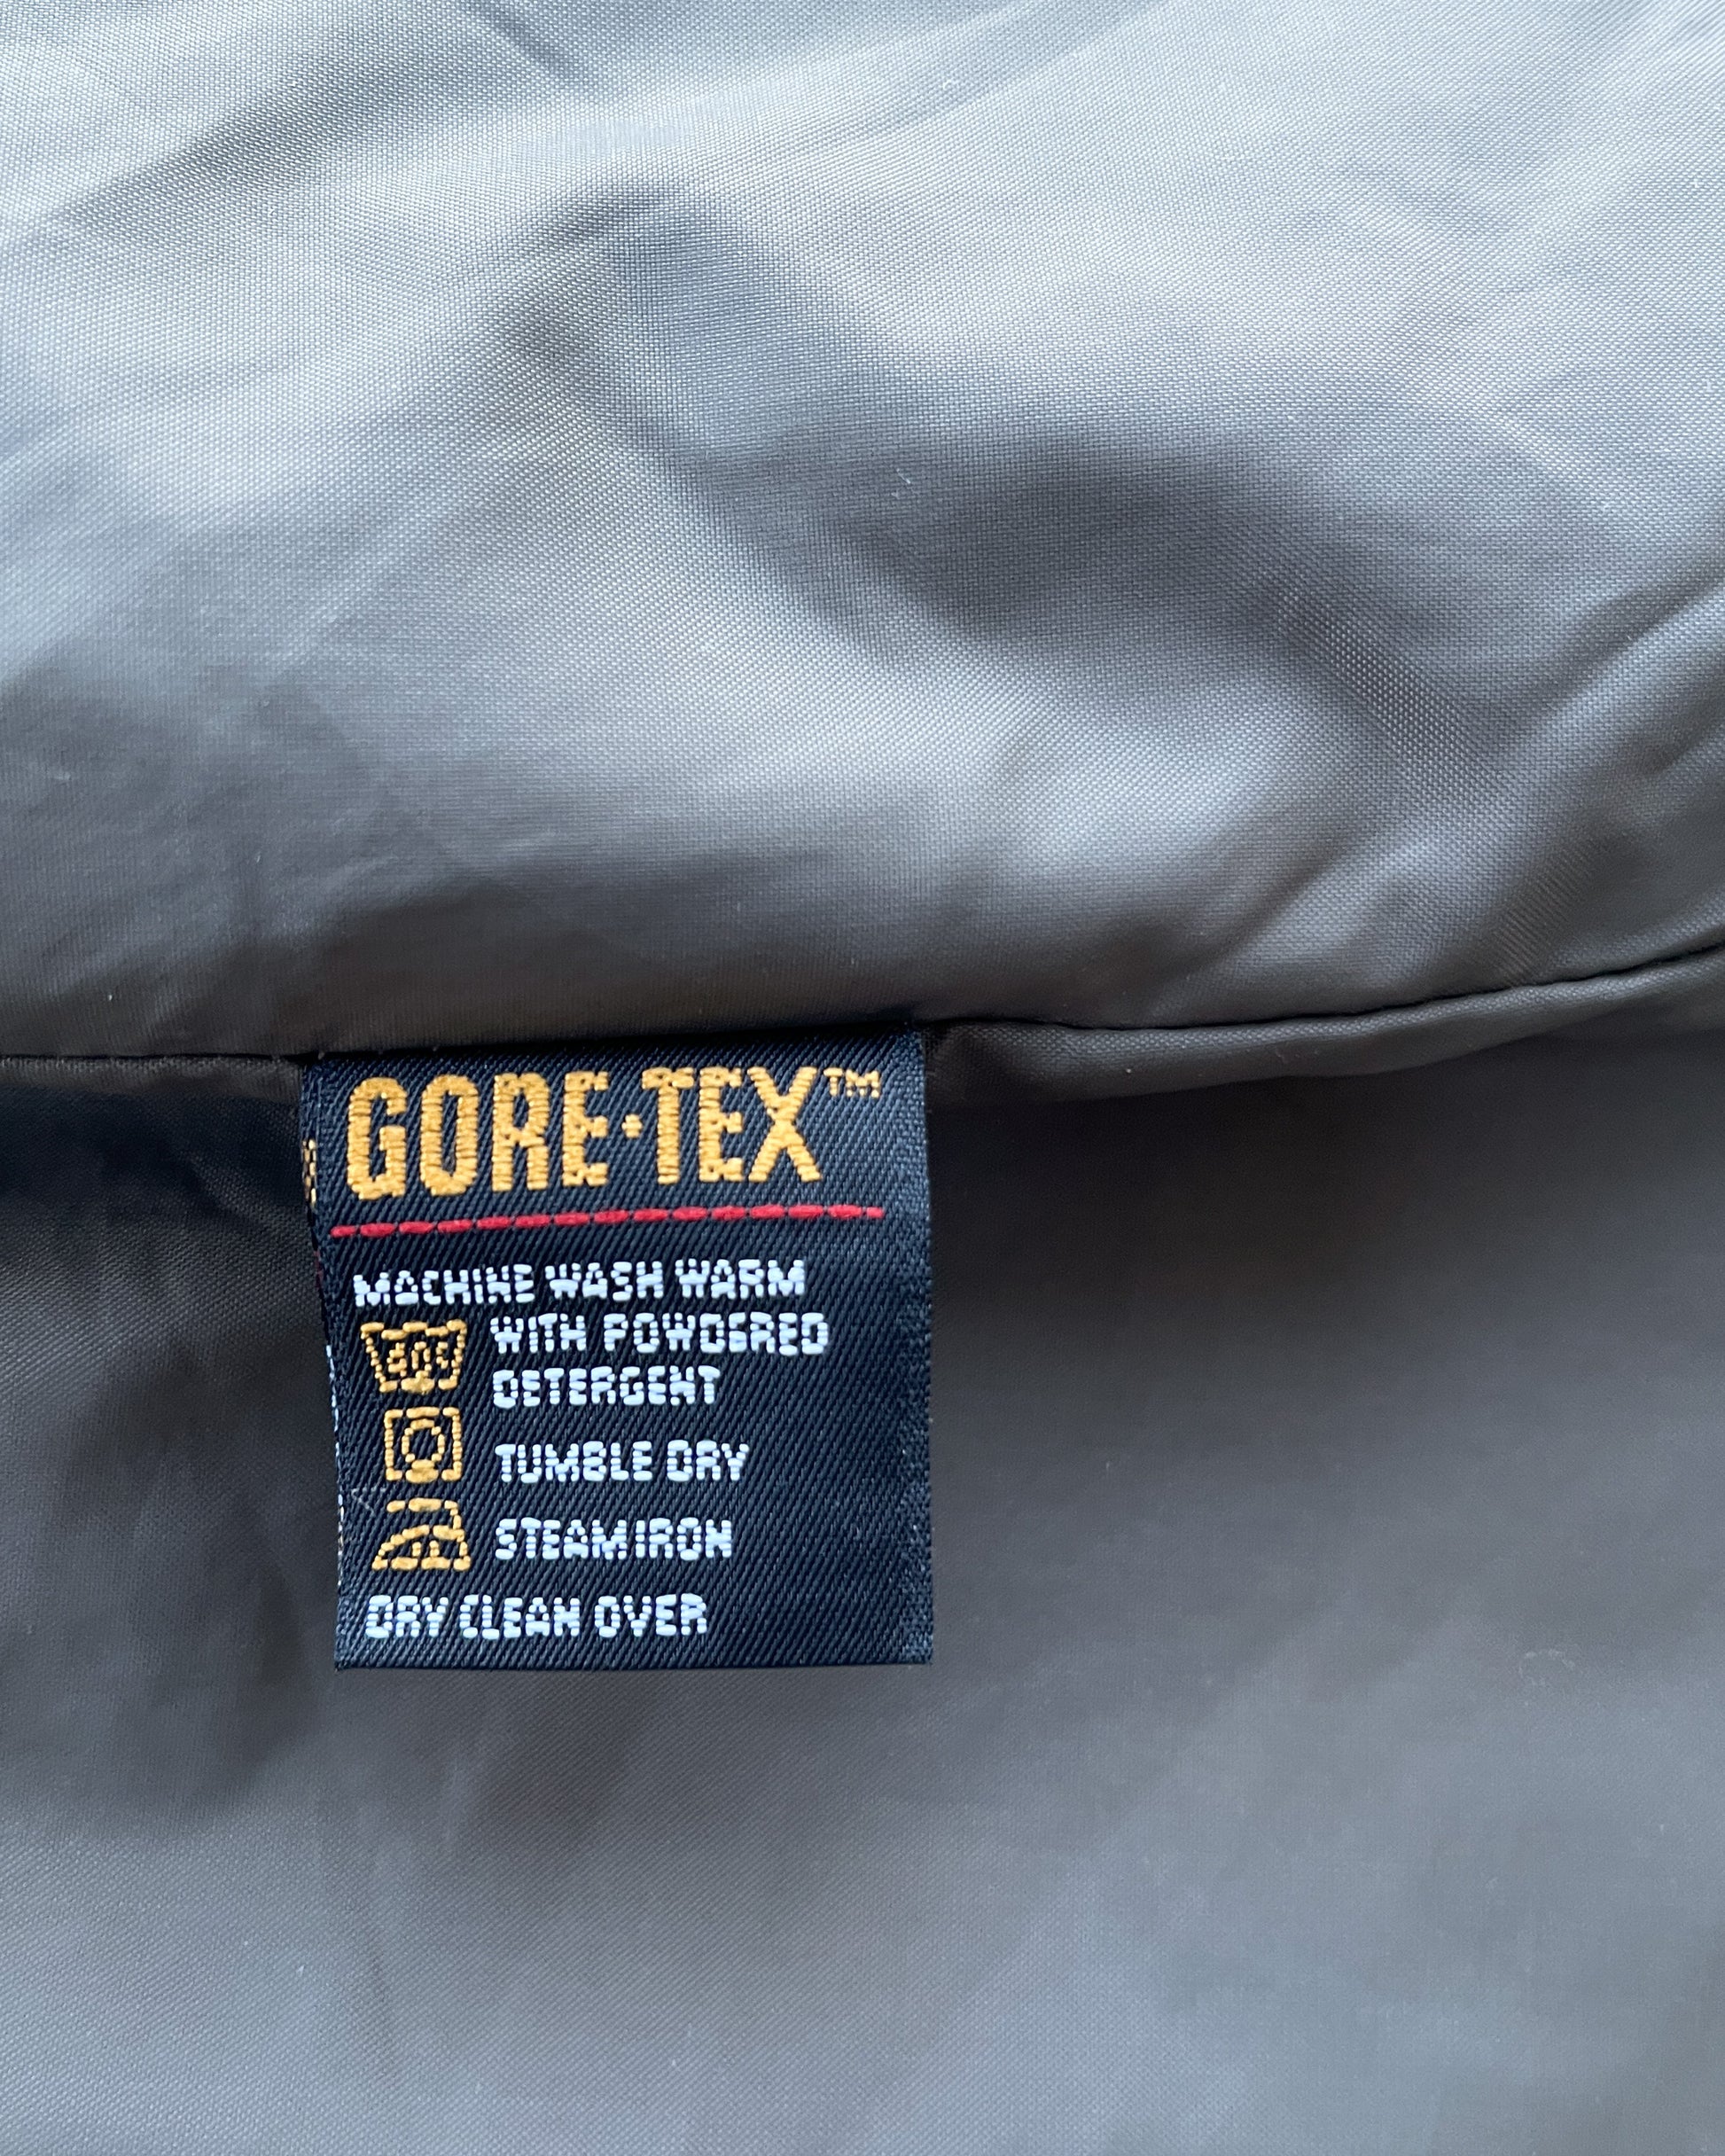 GORE·TEX™
MACHINE WASH WARM
WITH POWDERED
DETERGENT
TUMBLE DRY
STEAM IRON
DRY CLEAN OVER